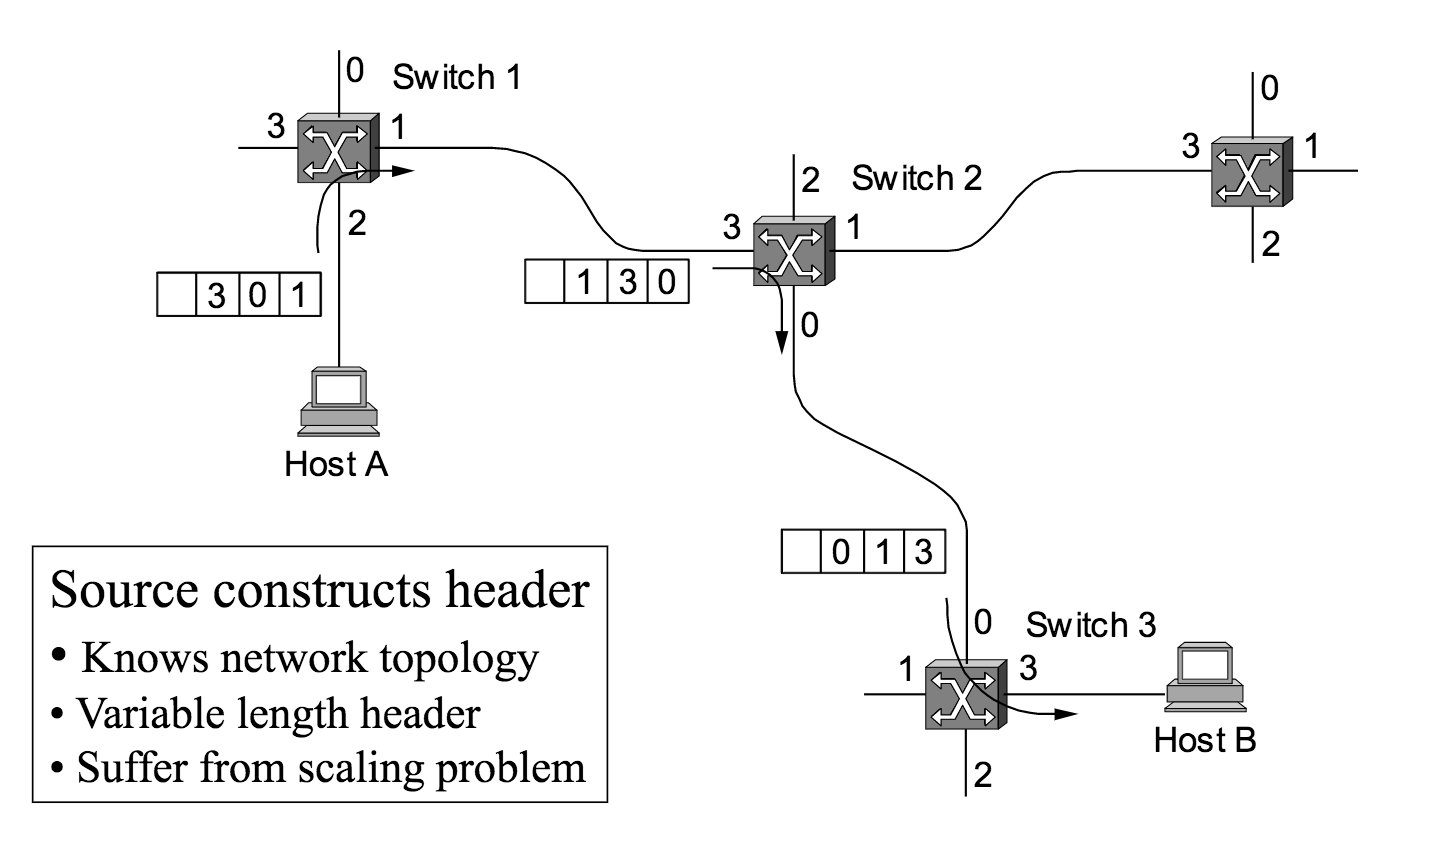 0
Switch 1
3
1
2
3 0 1
Host A
2
Switch 2
3
1
1 3 0
0
0
3
1
2
0 1 3
0
Switch 3
1
3
2
Host B
Source constructs header
• Knows network topology
• Variable length header
• Suffer from scaling problem